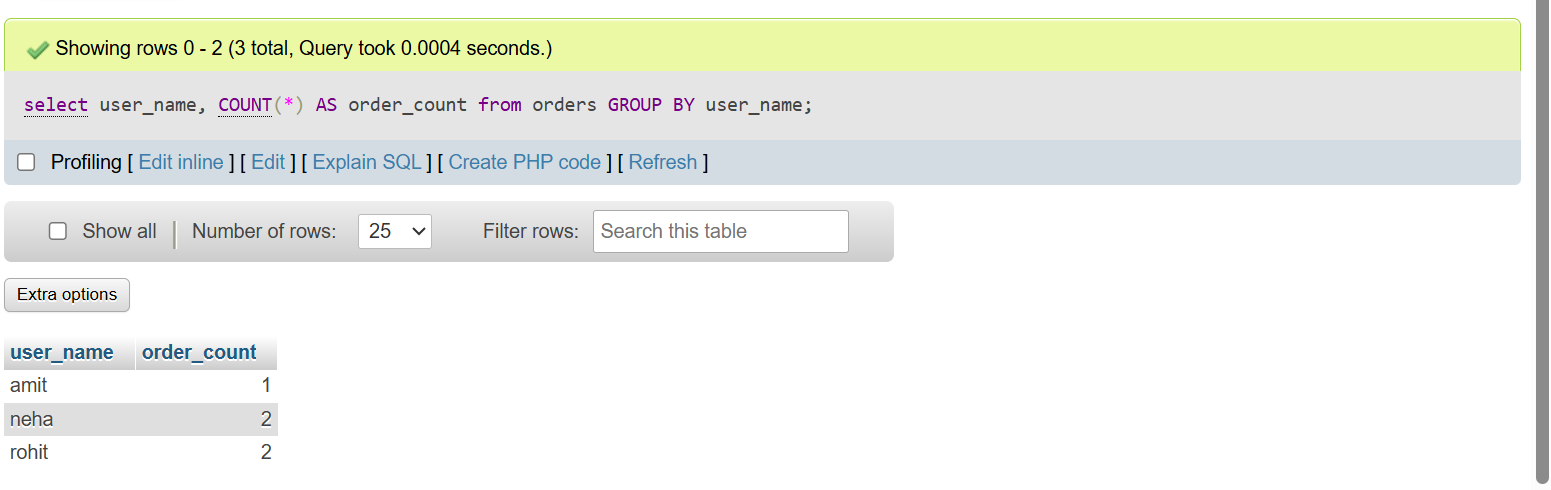 Showing rows 0 - 2 (3 total, Query took 0.0004 seconds.)
select user_name, COUNT(*) AS order_count from orders GROUP BY user_name;
Profiling [ Edit inline ] [ Edit ] [ Explain SQL ] [ Create PHP code ] [ Refresh ]
Show all | Number of rows: 25 Filter rows: Search this table
Extra options
user_name order_count
amit 1
neha 2
rohit 2